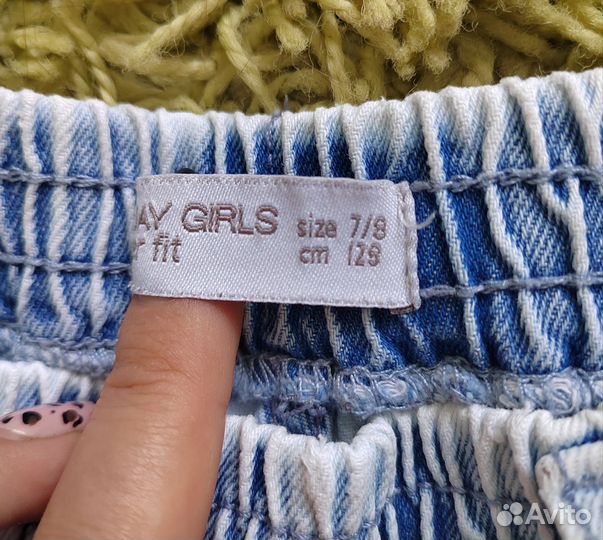 AY GIRLS size 7/8
r fit cm 128
Avito